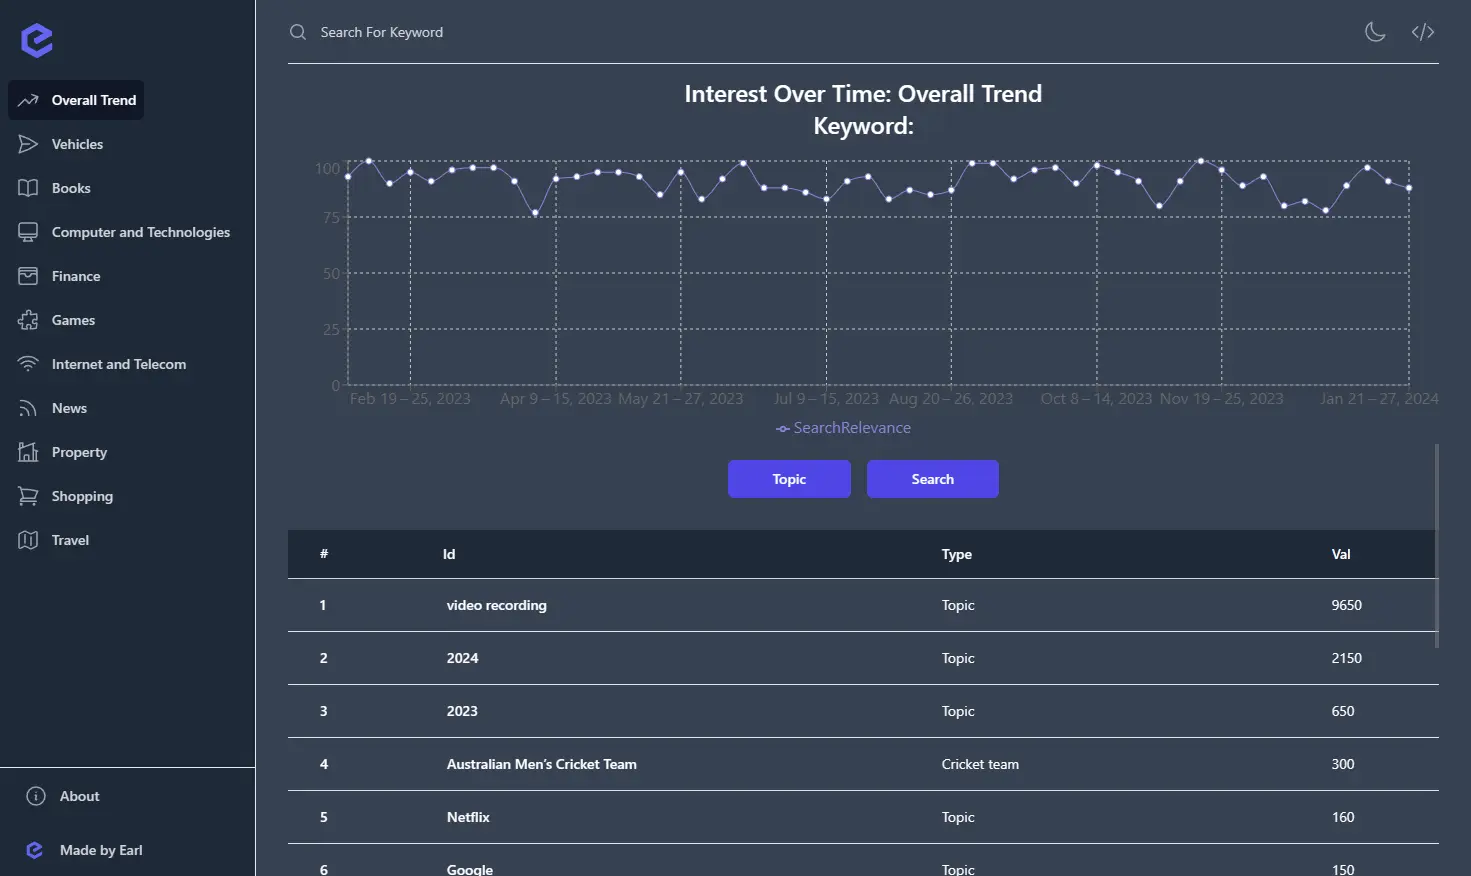 Search For Keyword
Overall Trend
Vehicles
Books
Computer and Technologies
Finance
Games
Internet and Telecom
News
Property
Shopping
Travel
About
Made by Earl
Interest Over Time: Overall Trend
Keyword:
100
75
50
25
0
Feb 19 – 25, 2023 Apr 9 – 15, 2023 May 21 – 27, 2023 Jul 9 – 15, 2023 Aug 20 – 26, 2023 Oct 8 – 14, 2023 Nov 19 – 25, 2023 Jan 21 – 27, 2024
SearchRelevance
Topic Search
# Id Type Val
1 video recording Topic 9650
2 2024 Topic 2150
3 2023 Topic 650
4 Australian Men’s Cricket Team Cricket team 300
5 Netflix Topic 160
6 Google Topic 150